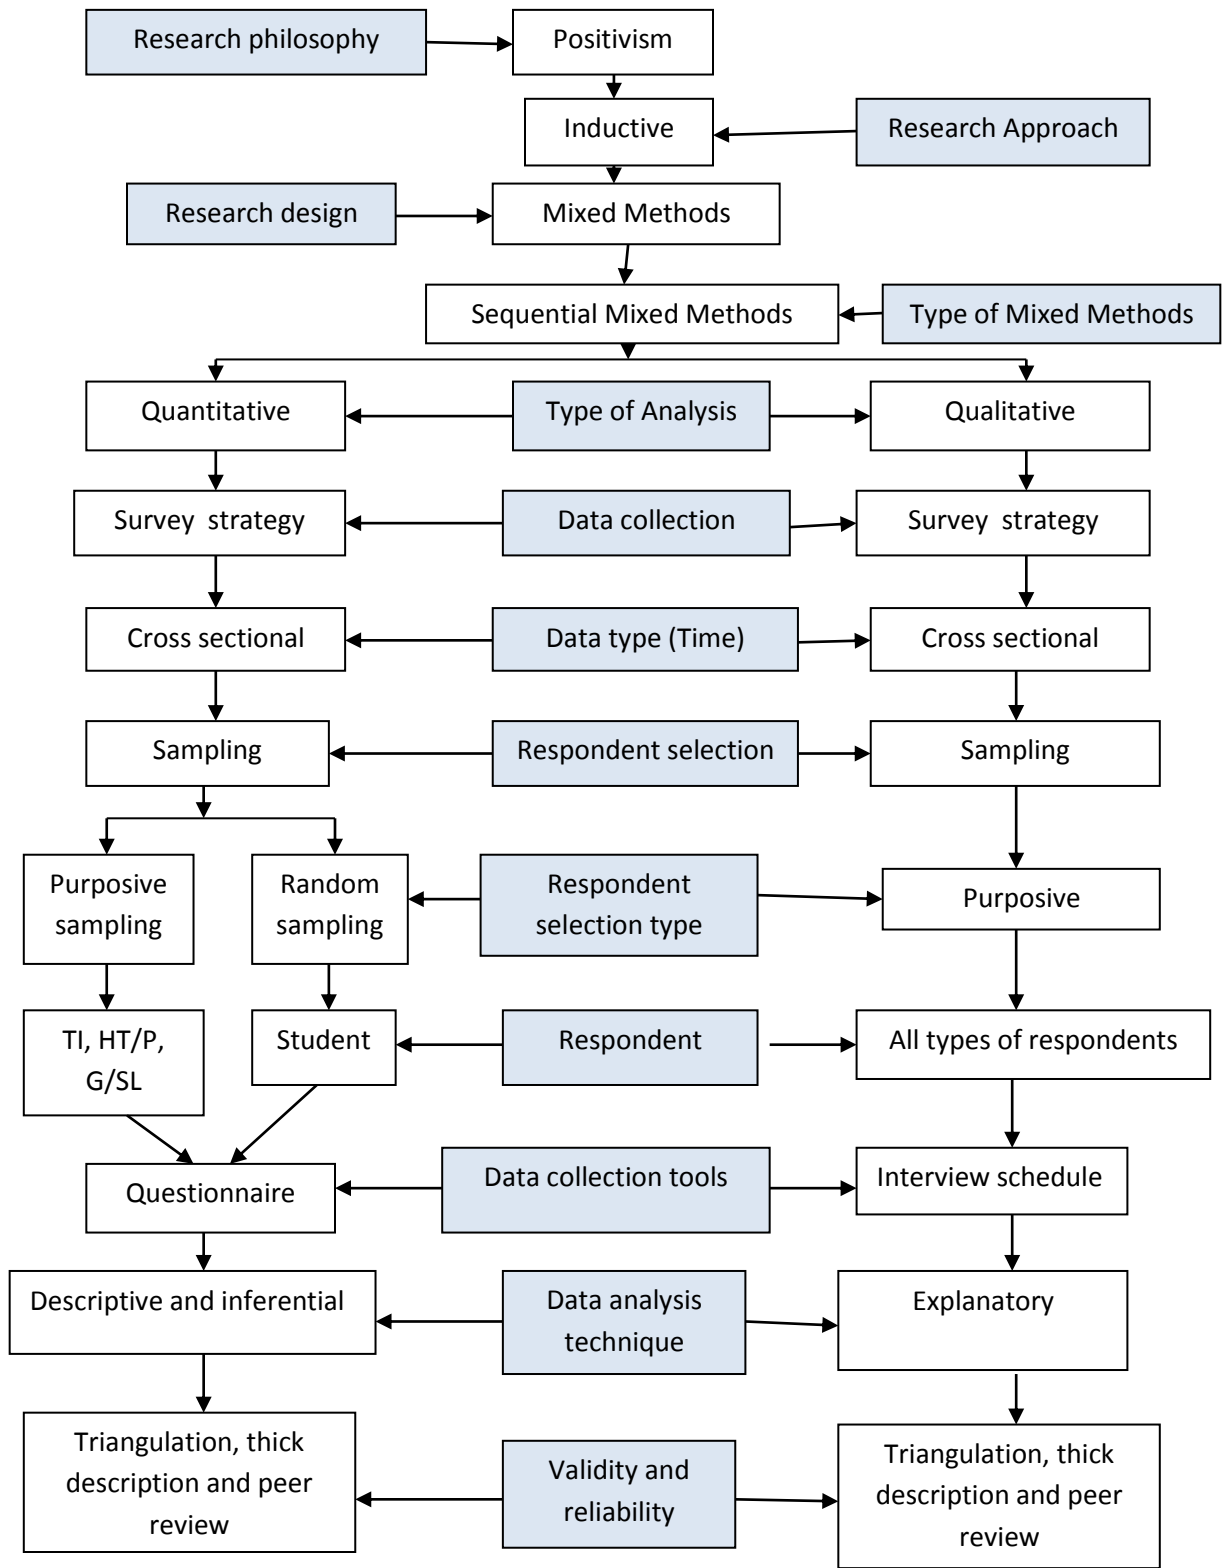 Research philosophy
Positivism
Inductive
Research Approach
Research design
Mixed Methods
Sequential Mixed Methods
Type of Mixed Methods
Quantitative
Type of Analysis
Qualitative
Survey  strategy
Data collection
Survey  strategy
Cross sectional
Data type (Time)
Cross sectional
Sampling
Respondent selection
Sampling
Purposive
sampling
Random
sampling
Respondent
selection type
Purposive
TI, HT/P,
G/SL
Student
Respondent
All types of respondents
Questionnaire
Data collection tools
Interview schedule
Descriptive and inferential
Data analysis
technique
Explanatory
Triangulation, thick
description and peer
review
Validity and
reliability
Triangulation, thick
description and peer
review